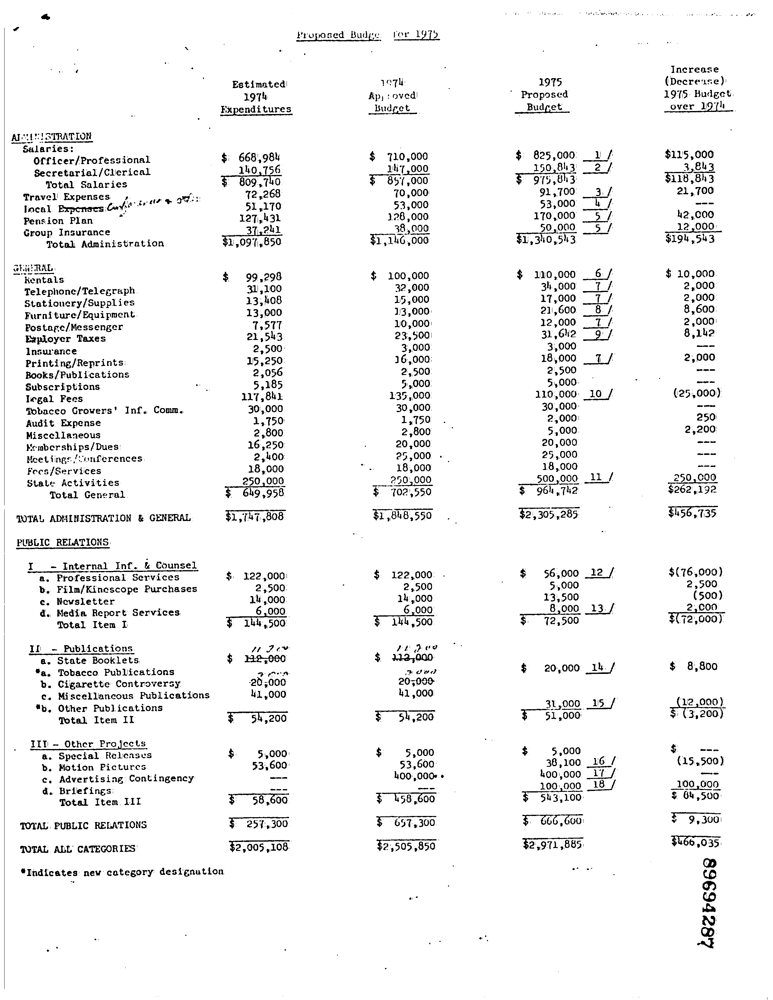 Proposed Budget for 1975
Increase
Estimated 1974 1975 (Decrease)
1974 Approved Proposed 1975 Budget
Expenditures Budget Budget over 1974
ADMINISTRATION
Salaries:
Officer/Professional $ 668,984 $ 710,000 $ 825,000 1/ $115,000
Secretarial/Clerical 140,756 147,000 150,843 2/ 3,843
Total Salaries $ 809,740 $ 857,000 $ 975,843 $118,843
Travel Expenses 72,268 70,000 91,700 3/ 21,700
Local Expenses 51,170 53,000 53,000 4/ ---
Pension Plan 127,431 128,000 170,000 5/ 42,000
Group Insurance 37,241 38,000 50,000 5/ 12,000
Total Administration $1,097,850 $1,146,000 $1,340,543 $194,543
GENERAL
Rentals $ 99,298 $ 100,000 $ 110,000 6/ $ 10,000
Telephone/Telegraph 31,100 32,000 34,000 7/ 2,000
Stationery/Supplies 13,408 15,000 17,000 7/ 2,000
Furniture/Equipment 13,000 13,000 21,600 8/ 8,600
Postage/Messenger 7,577 10,000 12,000 7/ 2,000
Employer Taxes 21,543 23,500 31,642 9/ 8,142
Insurance 2,500 3,000 3,000 ---
Printing/Reprints 15,250 16,000 18,000 7/ 2,000
Books/Publications 2,056 2,500 2,500 ---
Subscriptions 5,185 5,000 5,000 ---
Legal Fees 117,841 135,000 110,000 10/ (25,000)
Tobacco Growers' Inf. Comm. 30,000 30,000 30,000 ---
Audit Expense 1,750 1,750 2,000 250
Miscellaneous 2,800 2,800 5,000 2,200
Memberships/Dues 16,250 20,000 20,000 ---
Meetings/Conferences 2,400 25,000 25,000 ---
Fees/Services 18,000 18,000 18,000 ---
State Activities 250,000 250,000 500,000 11/ 250,000
Total General $ 649,958 $ 702,550 $ 964,742 $262,192
TOTAL ADMINISTRATION & GENERAL $1,747,808 $1,848,550 $2,305,285 $456,735
PUBLIC RELATIONS
I - Internal Inf. & Counsel
a. Professional Services $ 122,000 $ 122,000 $ 56,000 12/ $(76,000)
b. Film/Kinescope Purchases 2,500 2,500 5,000 2,500
c. Newsletter 14,000 14,000 13,500 (500)
d. Media Report Services 6,000 6,000 8,000 13/ 2,000
Total Item I $ 144,500 $ 144,500 $ 72,500 $(72,000)
II - Publications
a. State Booklets $ 112,000 $ 112,000
*a. Tobacco Publications $ 20,000 14/ $ 8,800
b. Cigarette Controversy 20,000 20,000
c. Miscellaneous Publications 41,000 41,000
*b. Other Publications 31,000 15/ (12,000)
Total Item II $ 54,200 $ 54,200 $ 51,000 $ (3,200)
III - Other Projects
a. Special Releases $ 5,000 $ 5,000 $ 5,000 $ ---
b. Motion Pictures 53,600 53,600 38,100 16/ (15,500)
c. Advertising Contingency --- 400,000 400,000 17/ ---
d. Briefings --- --- 100,000 18/ 100,000
Total Item III $ 58,600 $ 458,600 $ 543,100 $ 84,500
TOTAL PUBLIC RELATIONS $ 257,300 $ 657,300 $ 666,600 $ 9,300
TOTAL ALL CATEGORIES $2,005,108 $2,505,850 $2,971,885 $466,035
*Indicates new category designation
89694287